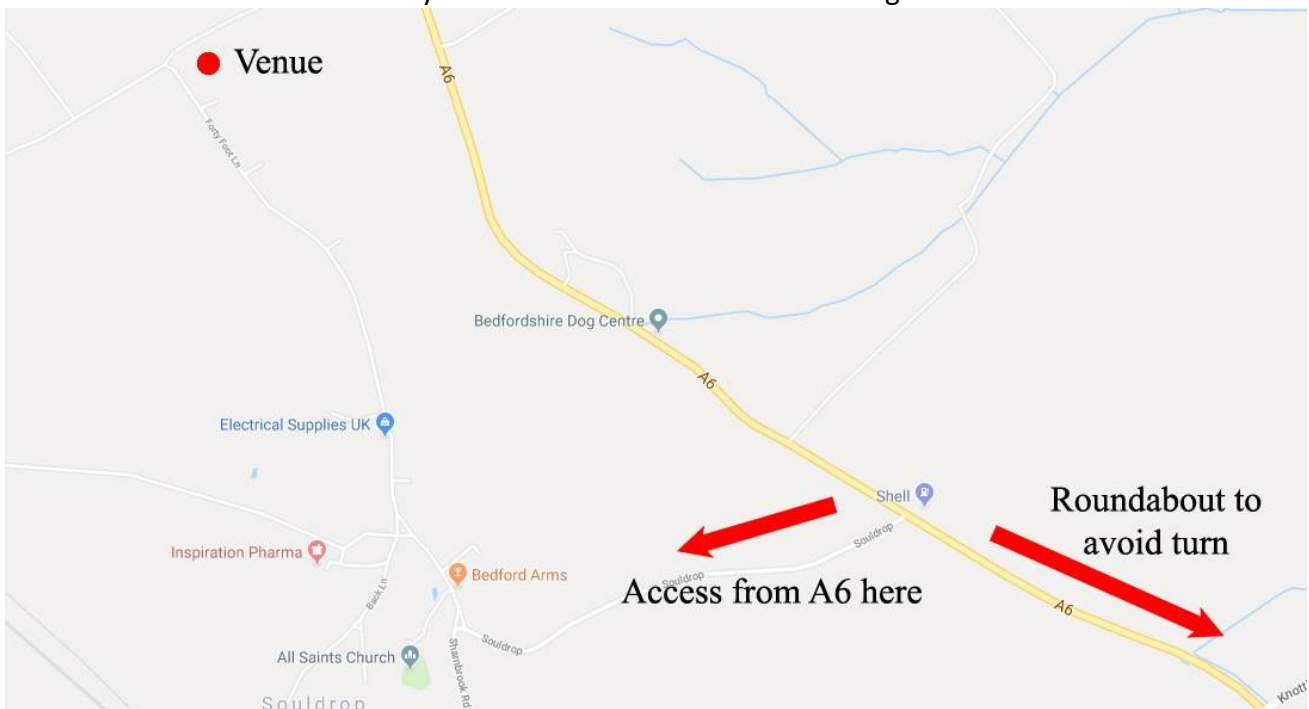 Venue
A6
Forty Foot Ln
Bedfordshire Dog Centre
A6
Electrical Supplies UK
Shell
Roundabout to
avoid turn
Souldrop
Inspiration Pharma
Bedford Arms
Souldrop
Access from A6 here
Back Ln
A6
Souldrop
All Saints Church
Sharnbrook Rd
Souldrop